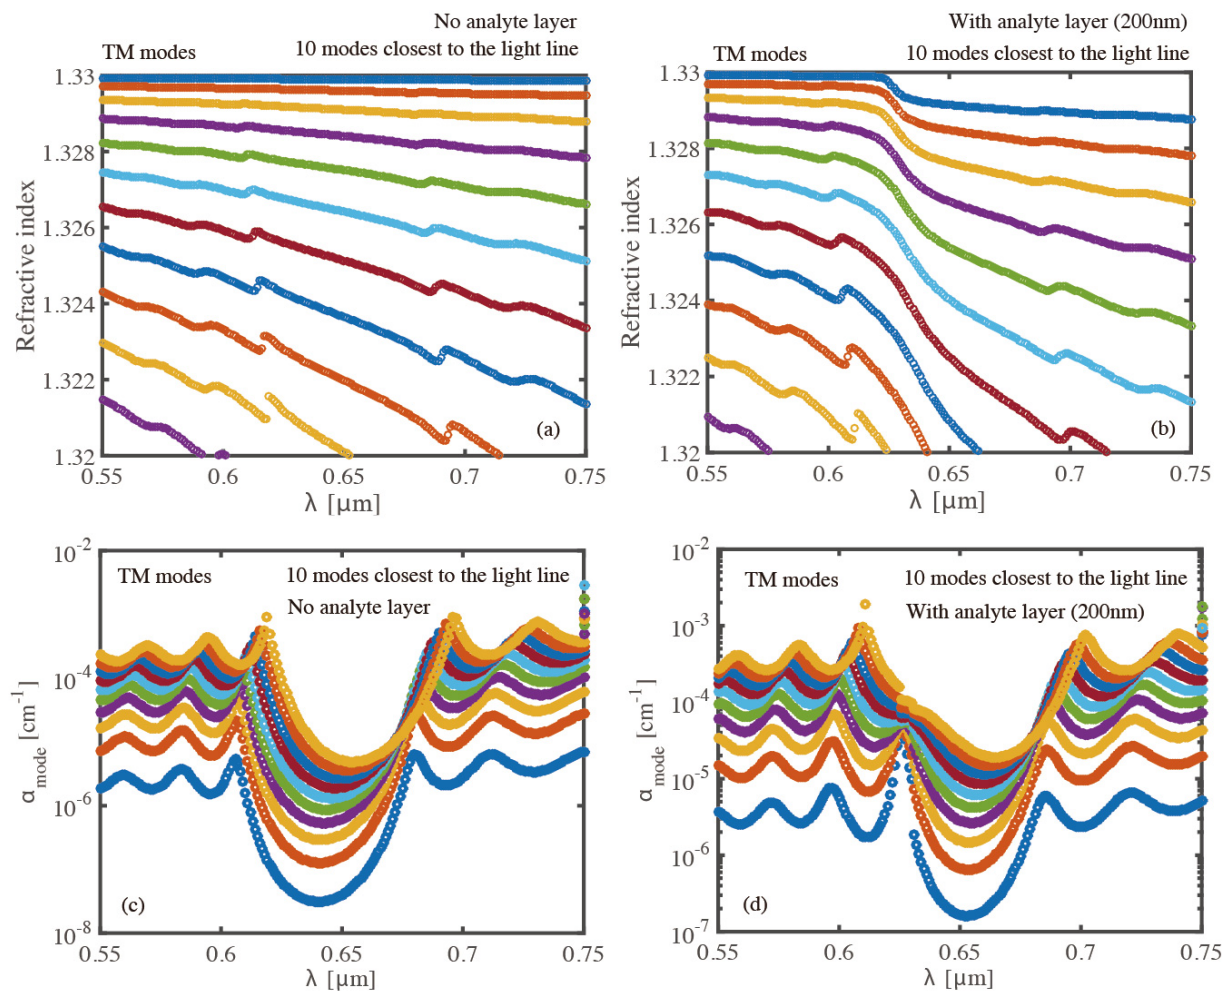 No analyte layer
TM modes
10 modes closest to the light line
1.33
1.328
1.326
1.324
1.322
1.32
Refractive index
(a)
0.55
0.6
0.65
0.7
0.75
λ [μm]
With analyte layer (200nm)
TM modes
10 modes closest to the light line
1.33
1.328
1.326
1.324
1.322
1.32
Refractive index
(b)
0.55
0.6
0.65
0.7
0.75
λ [μm]
TM modes
10 modes closest to the light line
No analyte layer
10-2
10-4
10-6
10-8
αmode [cm-1]
(c)
0.55
0.6
0.65
0.7
0.75
λ [μm]
TM modes
10 modes closest to the light line
With analyte layer (200nm)
10-2
10-3
10-4
10-5
10-6
10-7
αmode [cm-1]
(d)
0.55
0.6
0.65
0.7
0.75
λ [μm]